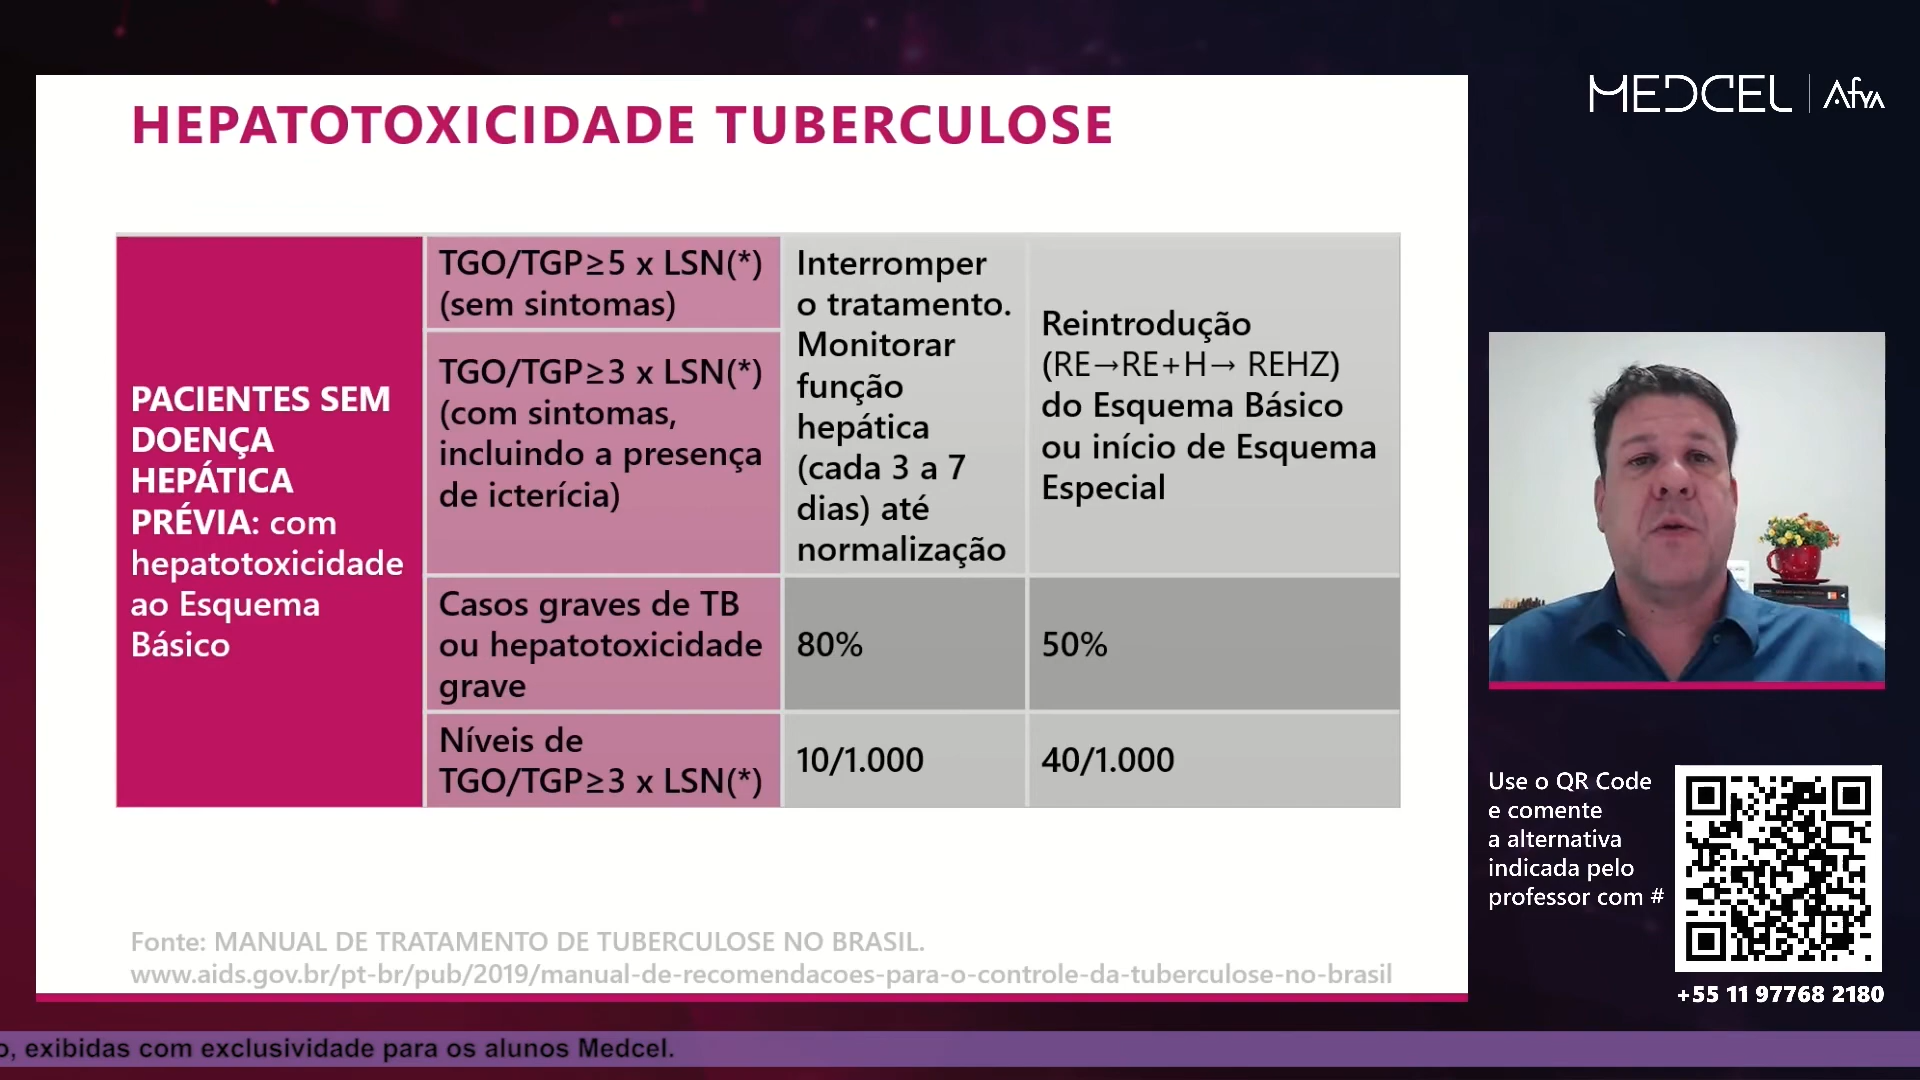 HEPATOTOXICIDADE TUBERCULOSE
MEDCEL | Afya
PACIENTES SEM
DOENÇA
HEPÁTICA
PRÉVIA: com
hepatotoxicidade
ao Esquema
Básico
TGO/TGP≥5 x LSN(*)
(sem sintomas)
TGO/TGP≥3 x LSN(*)
(com sintomas,
incluindo a presença
de icterícia)
Interromper
o tratamento.
Monitorar
função
hepática
(cada 3 a 7
dias) até
normalização
Reintrodução
(RE→RE+H→ REHZ)
do Esquema Básico
ou início de Esquema
Especial
Casos graves de TB
ou hepatotoxicidade
grave
80%
50%
Níveis de
TGO/TGP≥3 x LSN(*)
10/1.000
40/1.000
Fonte: MANUAL DE TRATAMENTO DE TUBERCULOSE NO BRASIL.
www.aids.gov.br/pt-br/pub/2019/manual-de-recomendacoes-para-o-controle-da-tuberculose-no-brasil
Use o QR Code
e comente
a alternativa
indicada pelo
professor com #
+55 11 97768 2180
o, exibidas com exclusividade para os alunos Medcel.